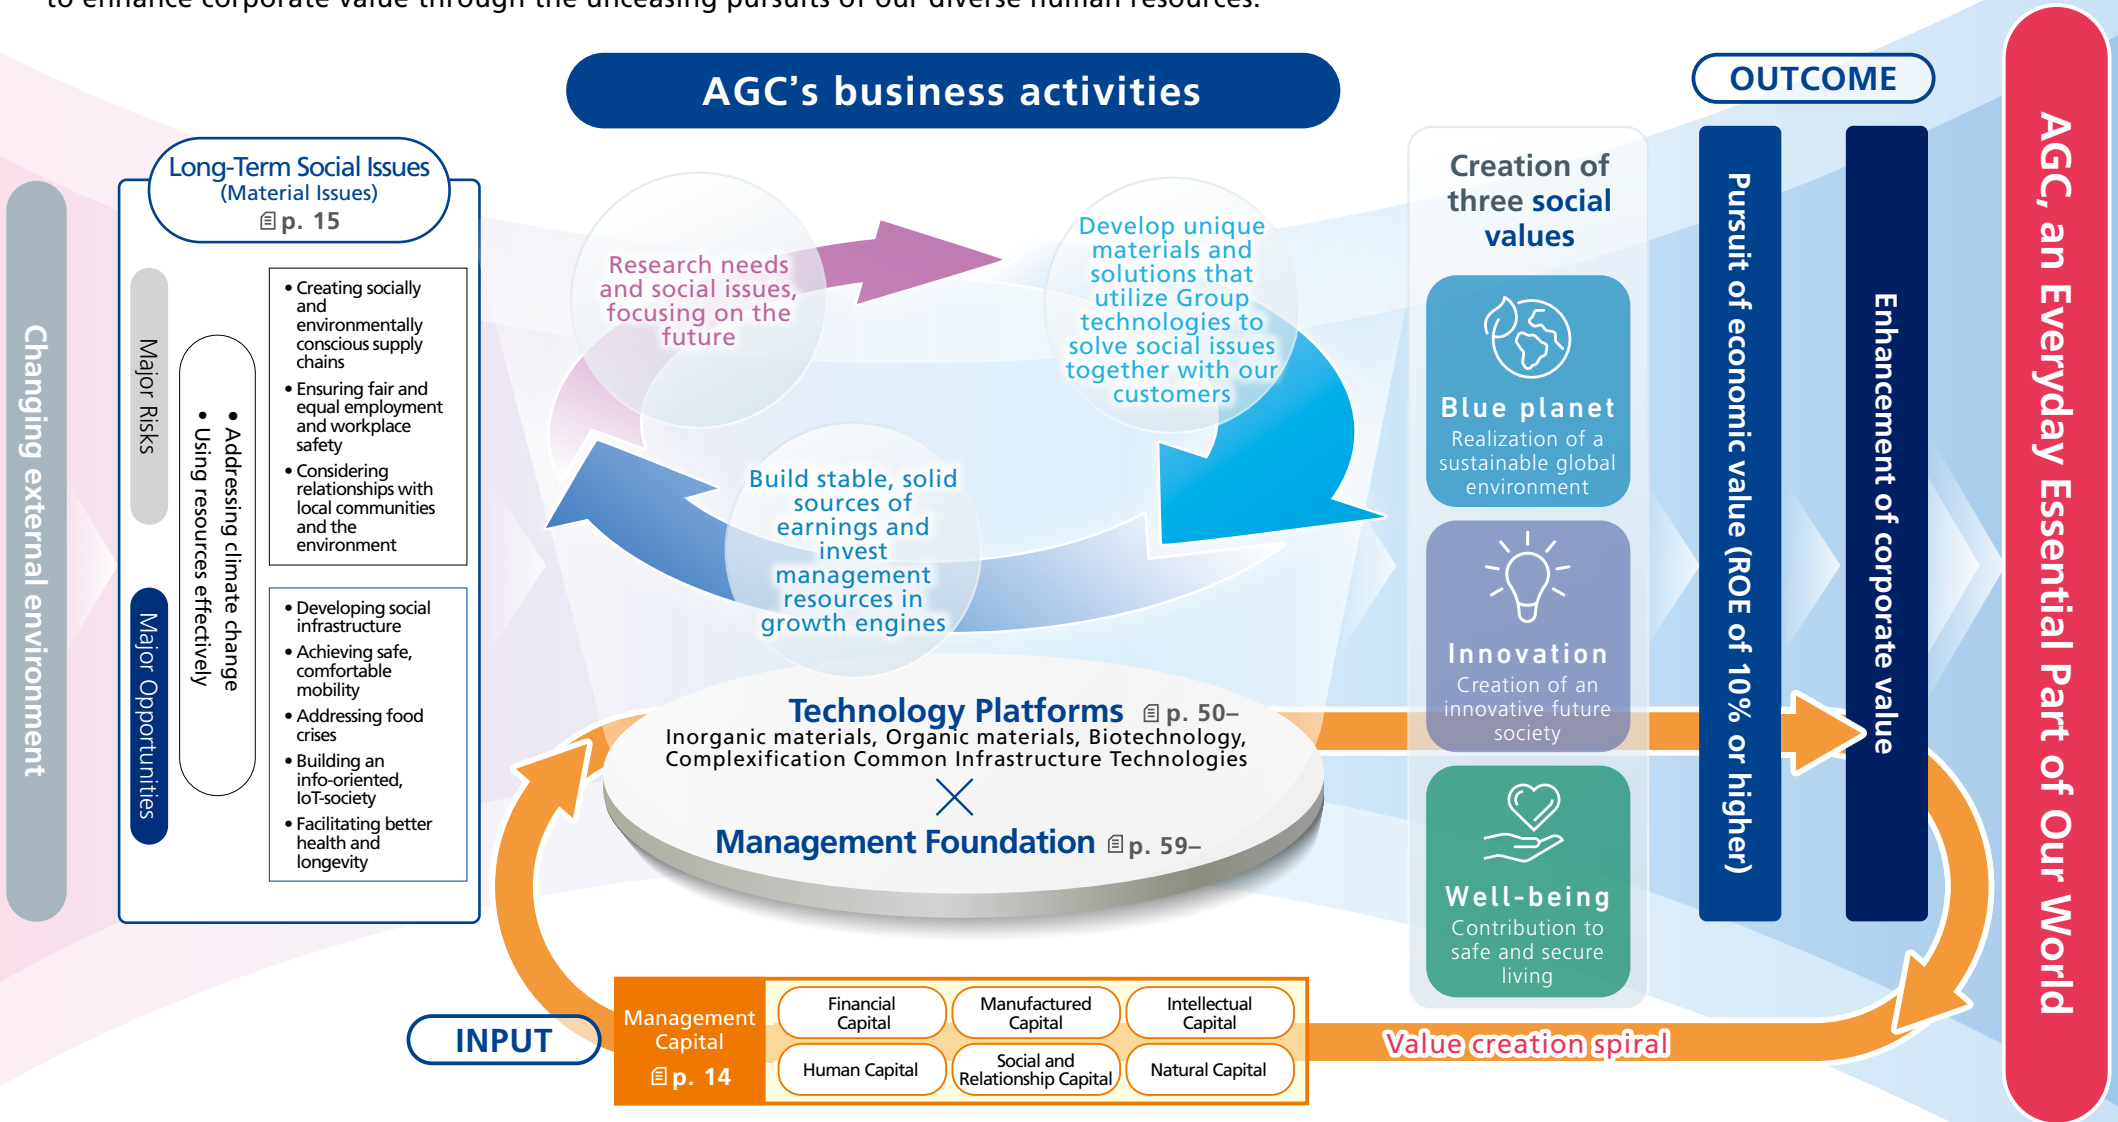 to enhance corporate value through the unceasing pursuits of our diverse human resources.
AGC's business activities
OUTCOME
Changing external environment
Long-Term Social Issues
(Material Issues)
p. 15
Major Risks
Major Opportunities
• Addressing climate change
• Using resources effectively
• Creating socially
and
environmentally
conscious supply
chains
• Ensuring fair and
equal employment
and workplace
safety
• Considering
relationships with
local communities
and the
environment
• Developing social
infrastructure
• Achieving safe,
comfortable
mobility
• Addressing food
crises
• Building an
info-oriented,
IoT-society
• Facilitating better
health and
longevity
Research needs
and social issues,
focusing on the
future
Develop unique
materials and
solutions that
utilize Group
technologies to
solve social issues
together with our
customers
Build stable, solid
sources of
earnings and
invest
management
resources in
growth engines
Technology Platforms p. 50–
Inorganic materials, Organic materials, Biotechnology,
Complexification Common Infrastructure Technologies
×
Management Foundation p. 59–
Creation of
three social
values
Blue planet
Realization of a
sustainable global
environment
Innovation
Creation of an
innovative future
society
Well-being
Contribution to
safe and secure
living
Pursuit of economic value (ROE of 10% or higher)
Enhancement of corporate value
AGC, an Everyday Essential Part of Our World
INPUT
Management
Capital
p. 14
Financial
Capital
Manufactured
Capital
Intellectual
Capital
Human Capital
Social and
Relationship Capital
Natural Capital
Value creation spiral